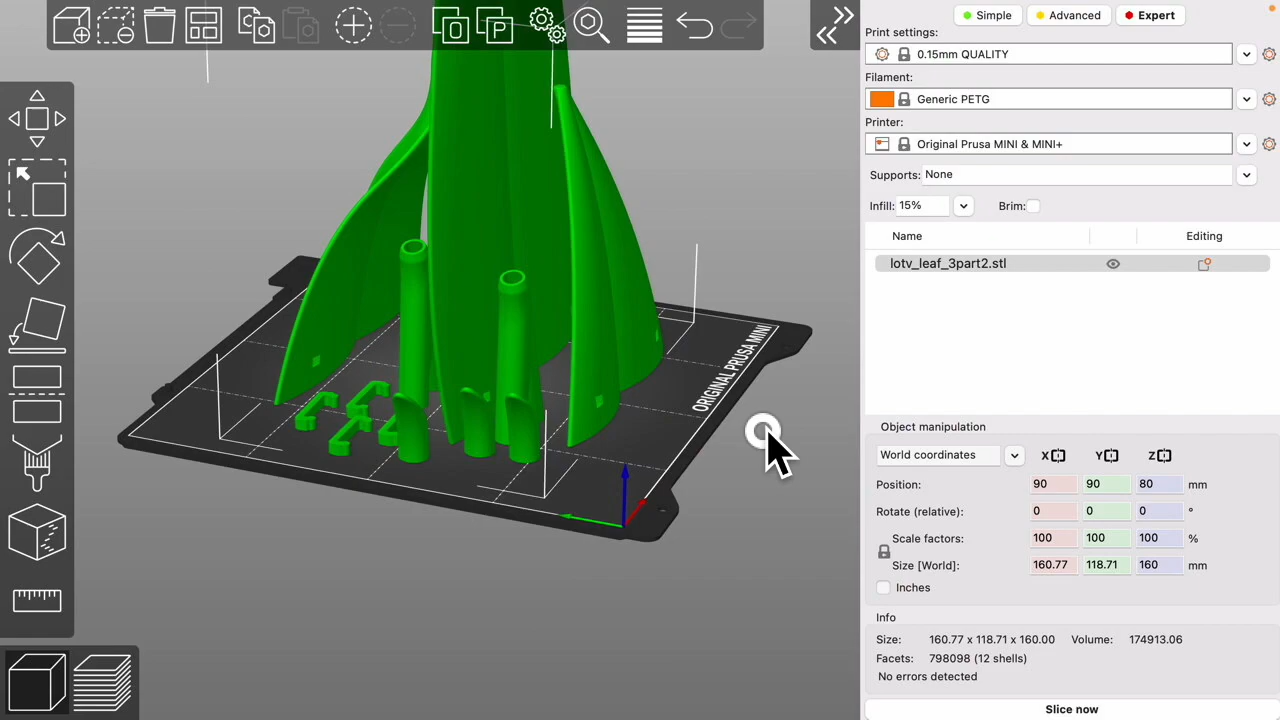 Simple Advanced Expert
Print settings:
0.15mm QUALITY
Filament:
Generic PETG
Printer:
Original Prusa MINI & MINI+
Supports: None
Infill: 15% Brim:
Name Editing
lotv_leaf_3part2.stl
ORIGINAL PRUSA MINI
Object manipulation
World coordinates X Y Z
Position: 90 90 80 mm
Rotate (relative): 0 0 0 °
Scale factors: 100 100 100 %
Size [World]: 160.77 118.71 160 mm
Inches
Info
Size: 160.77 x 118.71 x 160.00 Volume: 174913.06
Facets: 798098 (12 shells)
No errors detected
Slice now